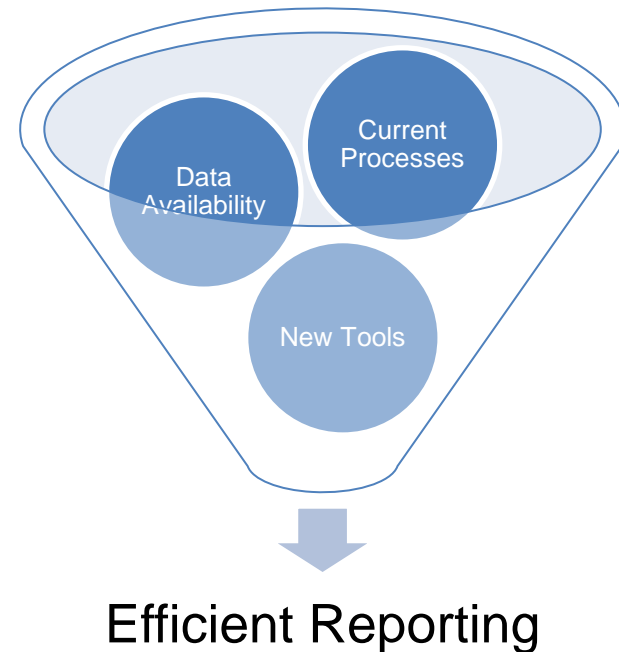 Current
Processes
Data
Availability
New Tools
Efficient Reporting